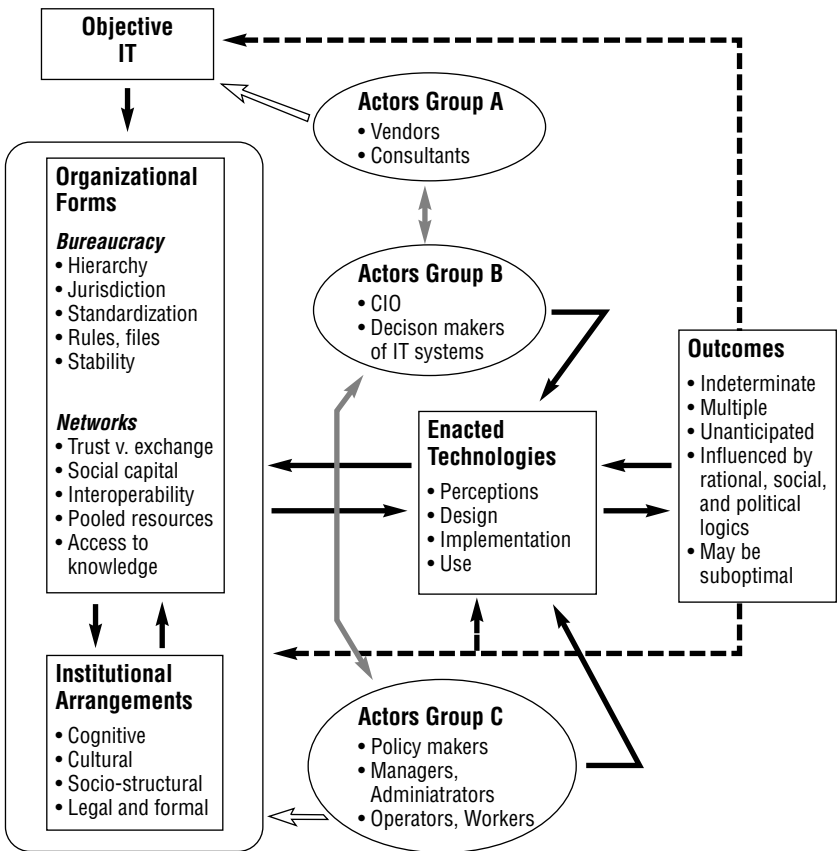 Objective
IT
Actors Group A
• Vendors
• Consultants
Organizational
Forms
Bureaucracy
• Hierarchy
• Jurisdiction
• Standardization
• Rules, files
• Stability
Networks
• Trust v. exchange
• Social capital
• Interoperability
• Pooled resources
• Access to
knowledge
Actors Group B
• CIO
• Decison makers
of IT systems
Enacted
Technologies
• Perceptions
• Design
• Implementation
• Use
Outcomes
• Indeterminate
• Multiple
• Unanticipated
• Influenced by
rational, social,
and political
logics
• May be
suboptimal
Institutional
Arrangements
• Cognitive
• Cultural
• Socio-structural
• Legal and formal
Actors Group C
• Policy makers
• Managers,
Adminiatrators
• Operators, Workers